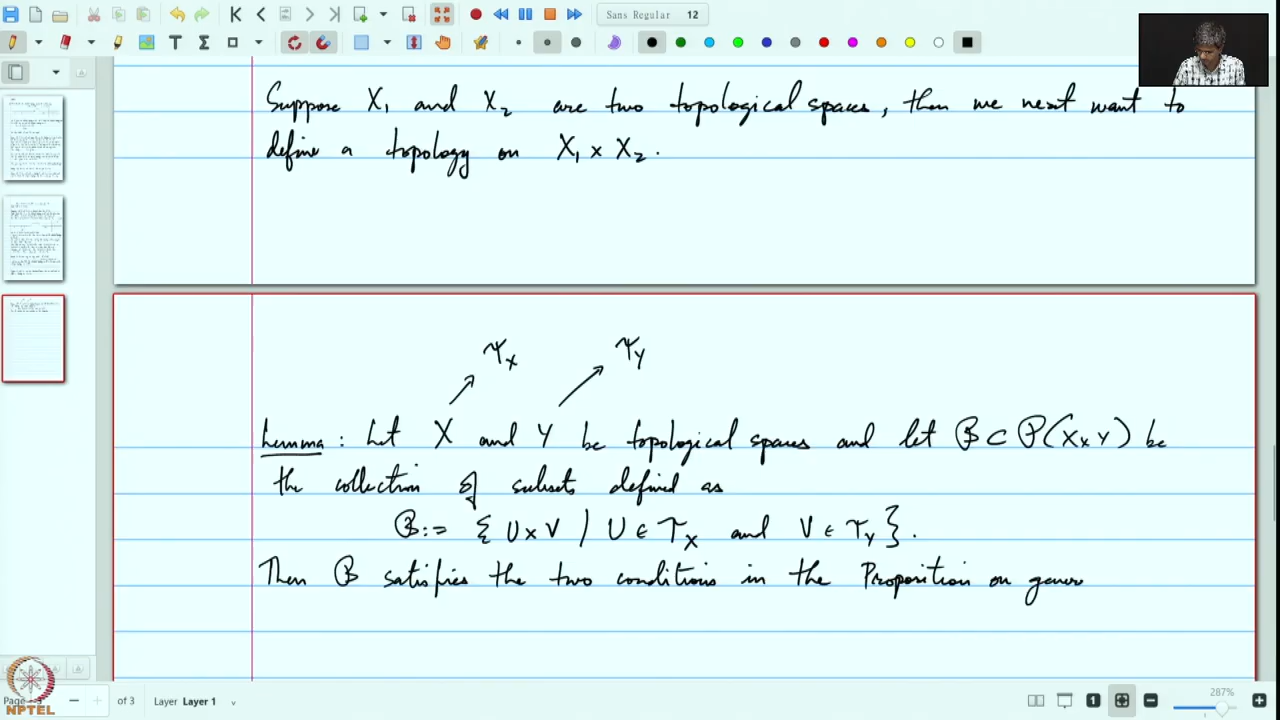 Sans Regular 12
Suppose X₁ and X₂ are two topological spaces, then we next want to
define a topology on X₁ × X₂.
τ_X τ_Y
Lemma: Let X and Y be topological spaces and let ℬ ⊂ 𝒫(X×Y) be
the collection of subsets defined as
ℬ := { U×V | U ∈ τ_X and V ∈ τ_Y }.
Then ℬ satisfies the two conditions in the Proposition on gener
287%
Page of 3 Layer Layer 1
NPTEL